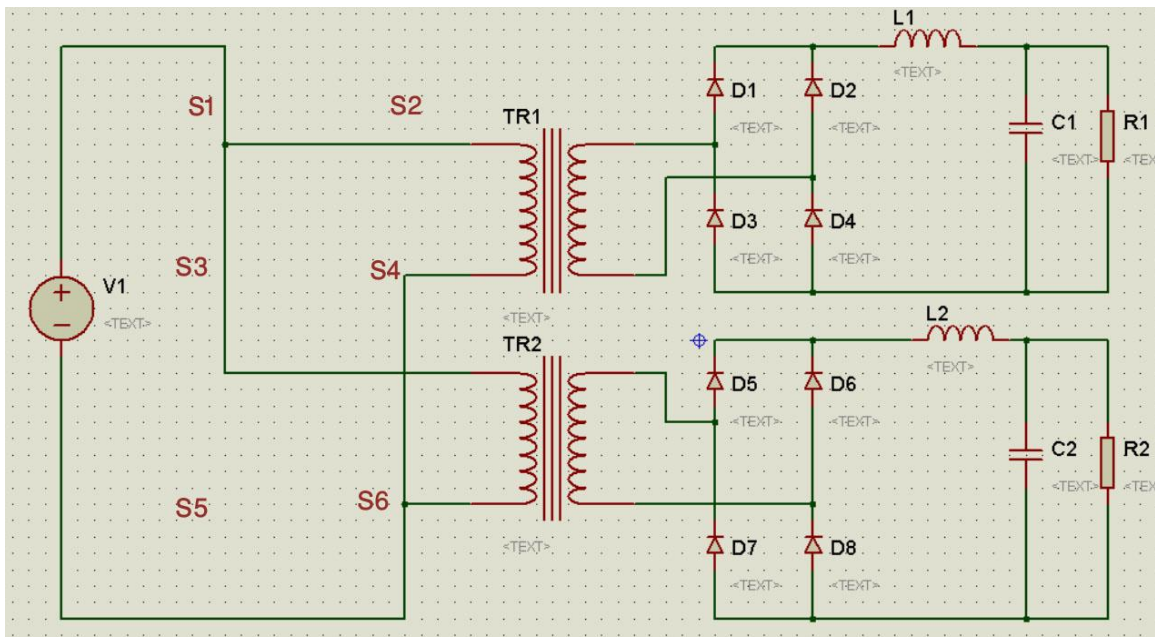 L1
<TEXT>
S1
S2
TR1
D1
D2
<TEXT>
<TEXT>
C1
R1
<TEXT>
<TEXT>
D3
D4
<TEXT>
<TEXT>
S3
S4
V1
<TEXT>
<TEXT>
TR2
L2
<TEXT>
D5
D6
<TEXT>
<TEXT>
C2
R2
<TEXT>
<TEXT>
S5
S6
<TEXT>
D7
D8
<TEXT>
<TEXT>